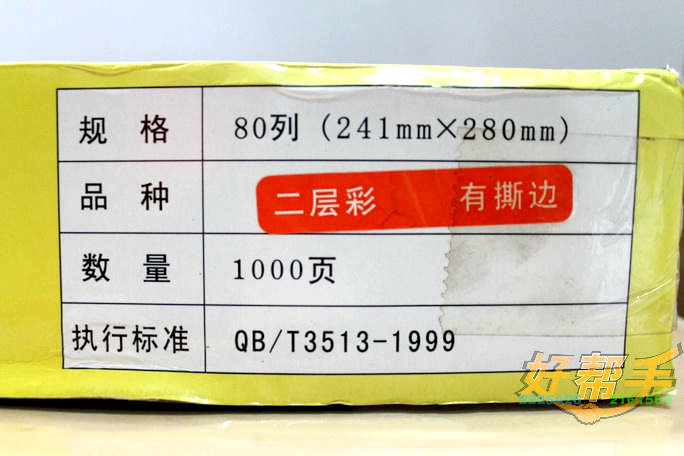 规格 80列 (241mm×280mm)
品种 二层彩 有撕边
数量 1000页
执行标准 QB/T3513-1999
好帮手